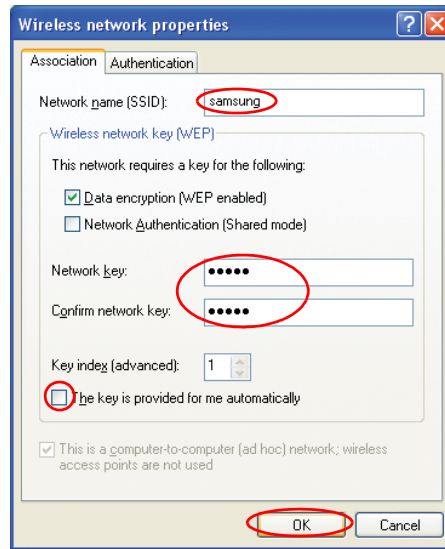 Wireless network properties
Association Authentication
Network name (SSID): samsung
Wireless network key (WEP)
This network requires a key for the following:
Data encryption (WEP enabled)
Network Authentication (Shared mode)
Network key: •••••
Confirm network key: •••••
Key index (advanced): 1
The key is provided for me automatically
This is a computer-to-computer (ad hoc) network; wireless
access points are not used
OK Cancel